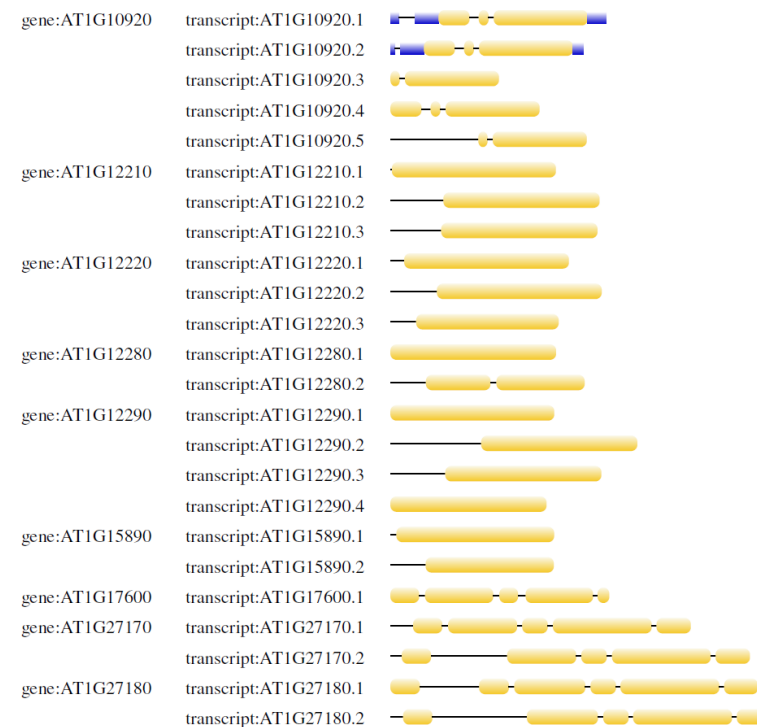 gene:AT1G10920 transcript:AT1G10920.1
transcript:AT1G10920.2
transcript:AT1G10920.3
transcript:AT1G10920.4
transcript:AT1G10920.5
gene:AT1G12210 transcript:AT1G12210.1
transcript:AT1G12210.2
transcript:AT1G12210.3
gene:AT1G12220 transcript:AT1G12220.1
transcript:AT1G12220.2
transcript:AT1G12220.3
gene:AT1G12280 transcript:AT1G12280.1
transcript:AT1G12280.2
gene:AT1G12290 transcript:AT1G12290.1
transcript:AT1G12290.2
transcript:AT1G12290.3
transcript:AT1G12290.4
gene:AT1G15890 transcript:AT1G15890.1
transcript:AT1G15890.2
gene:AT1G17600 transcript:AT1G17600.1
gene:AT1G27170 transcript:AT1G27170.1
transcript:AT1G27170.2
gene:AT1G27180 transcript:AT1G27180.1
transcript:AT1G27180.2